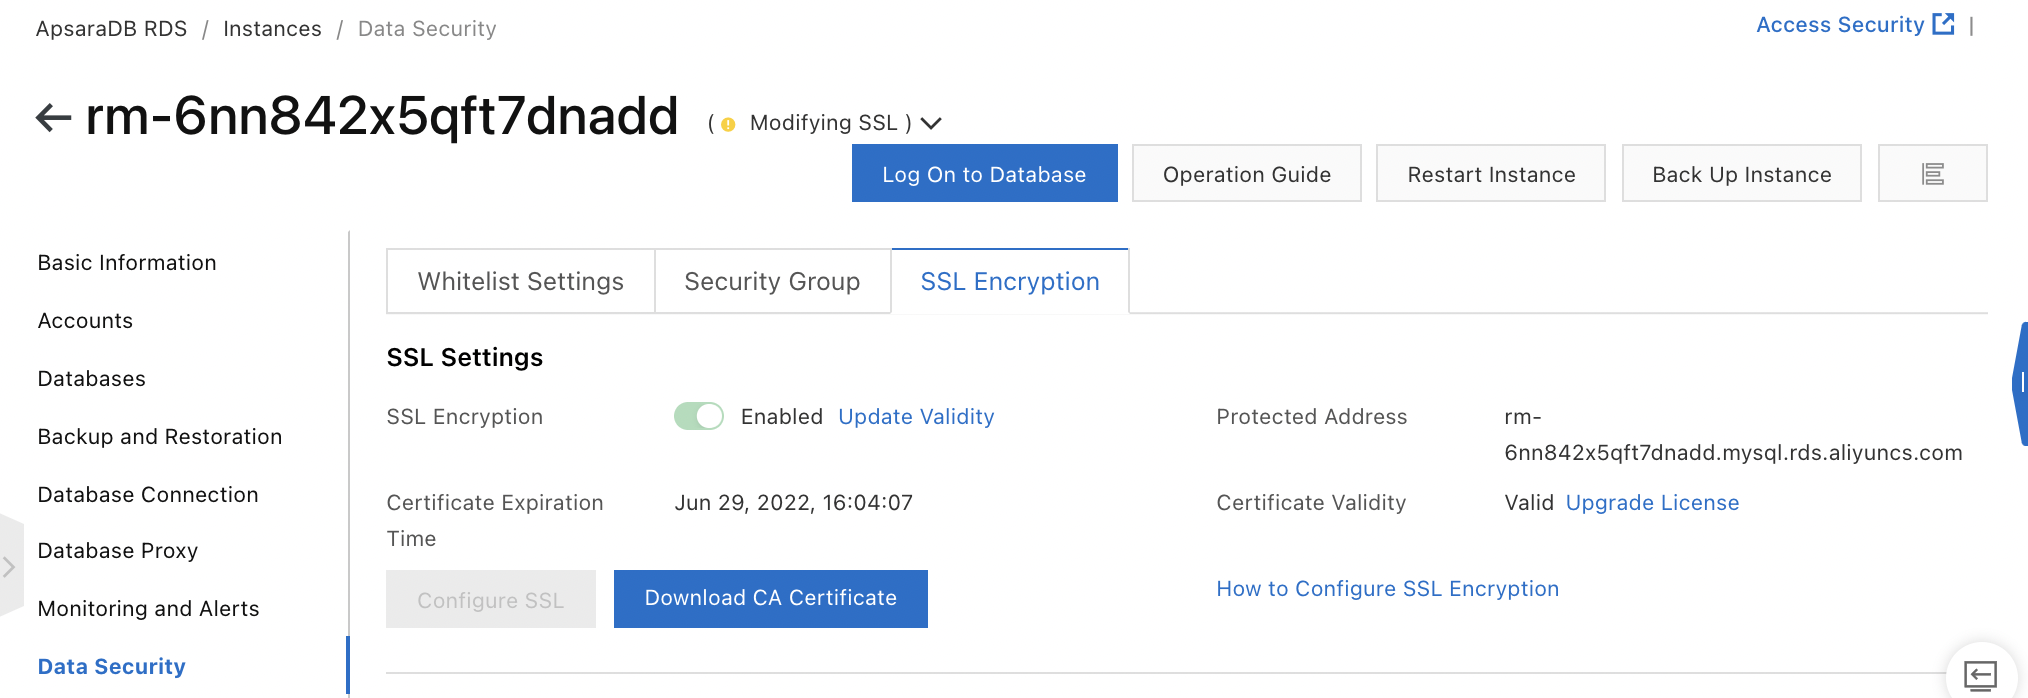 ApsaraDB RDS / Instances / Data Security
Access Security |
rm-6nn842x5qft7dnadd ( Modifying SSL )
Log On to Database
Operation Guide
Restart Instance
Back Up Instance
Basic Information
Accounts
Databases
Backup and Restoration
Database Connection
Database Proxy
Monitoring and Alerts
Data Security
Whitelist Settings
Security Group
SSL Encryption
SSL Settings
SSL Encryption
Enabled Update Validity
Protected Address
rm-
6nn842x5qft7dnadd.mysql.rds.aliyuncs.com
Certificate Expiration
Time
Jun 29, 2022, 16:04:07
Certificate Validity
Valid Upgrade License
Configure SSL
Download CA Certificate
How to Configure SSL Encryption